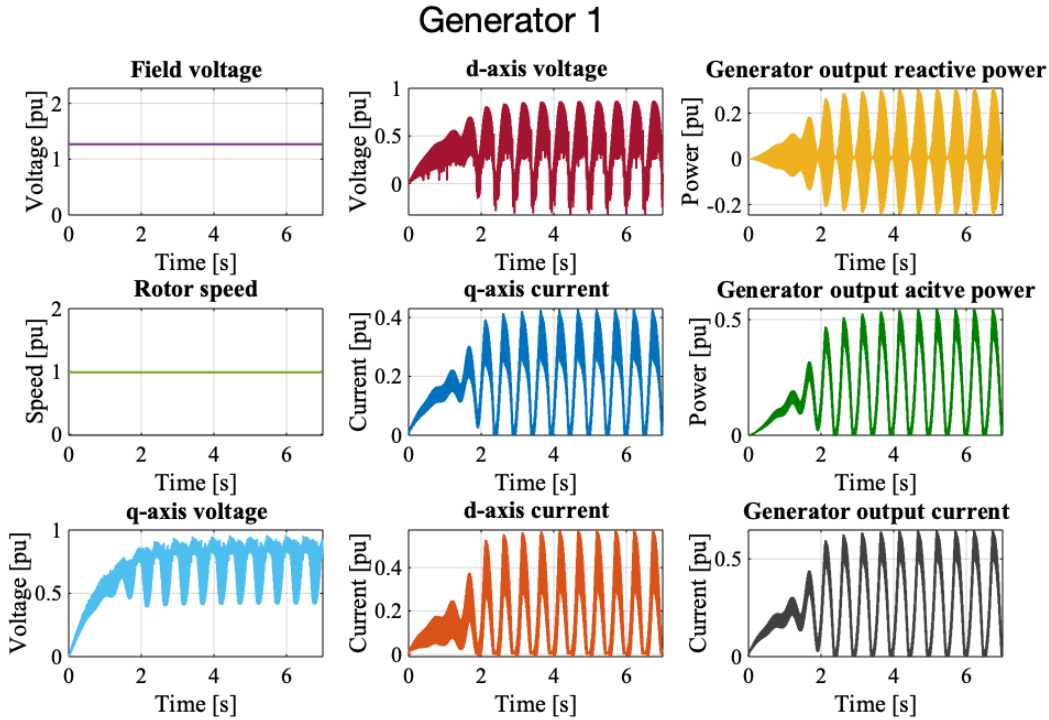 Generator 1
Field voltage
Voltage [pu]
2
1
0
0 2 4 6
Time [s]
d-axis voltage
Voltage [pu]
1
0.5
0
0 2 4 6
Time [s]
Generator output reactive power
Power [pu]
0.2
0
-0.2
0 2 4 6
Time [s]
Rotor speed
Speed [pu]
2
1
0
0 2 4 6
Time [s]
q-axis current
Current [pu]
0.4
0.2
0
0 2 4 6
Time [s]
Generator output acitve power
Power [pu]
0.5
0
0 2 4 6
Time [s]
q-axis voltage
Voltage [pu]
1
0.5
0
0 2 4 6
Time [s]
d-axis current
Current [pu]
0.4
0.2
0
0 2 4 6
Time [s]
Generator output current
Current [pu]
0.5
0
0 2 4 6
Time [s]